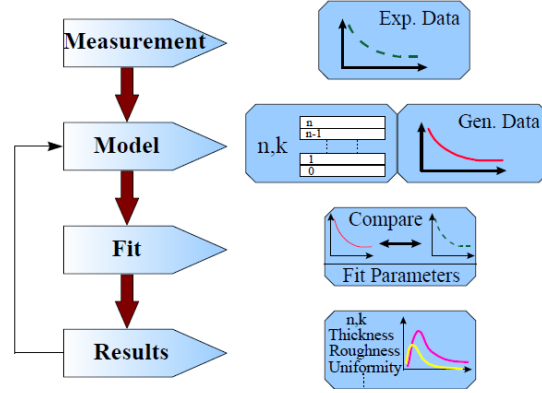 Measurement
Exp. Data
Model
n,k
n
n-1
1
0
Gen. Data
Fit
Compare
Fit Parameters
Results
n,k
Thickness
Roughness
Uniformity